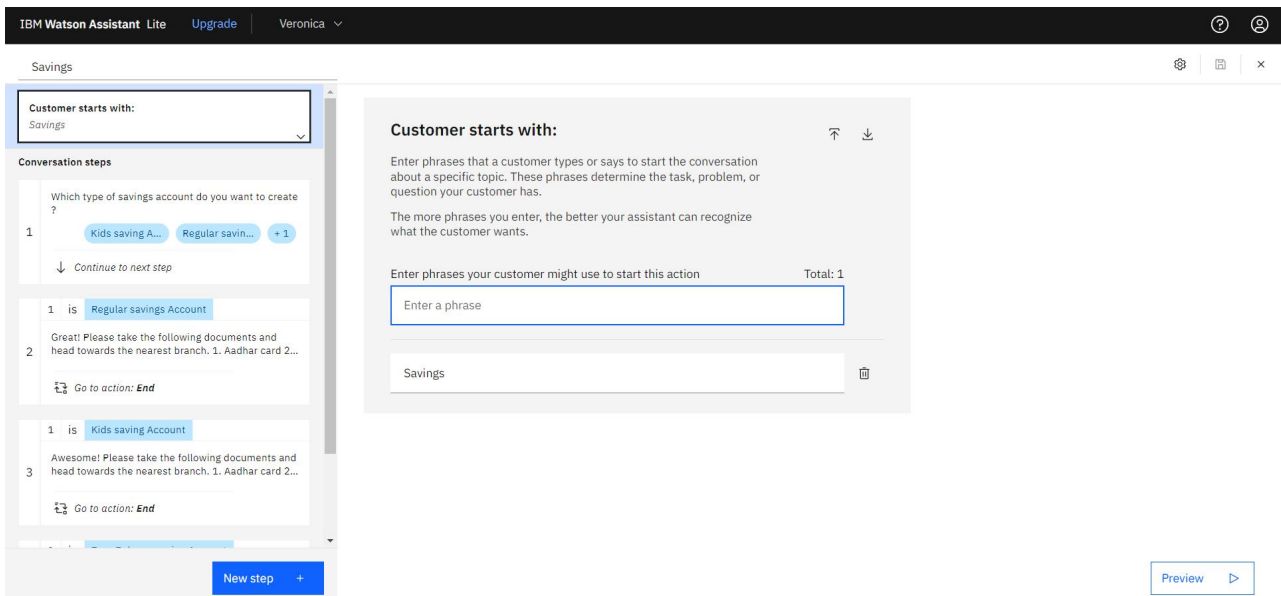 IBM Watson Assistant Lite Upgrade Veronica
Savings
Customer starts with:
Savings
Conversation steps
1
Which type of savings account do you want to create
?
Kids saving A... Regular savin... + 1
Continue to next step
2
1 is Regular savings Account
Great! Please take the following documents and
head towards the nearest branch. 1. Aadhar card 2...
Go to action: End
3
1 is Kids saving Account
Awesome! Please take the following documents and
head towards the nearest branch. 1. Aadhar card 2...
Go to action: End
New step +
Customer starts with:
Enter phrases that a customer types or says to start the conversation
about a specific topic. These phrases determine the task, problem, or
question your customer has.
The more phrases you enter, the better your assistant can recognize
what the customer wants.
Enter phrases your customer might use to start this action Total: 1
Enter a phrase
Savings
Preview